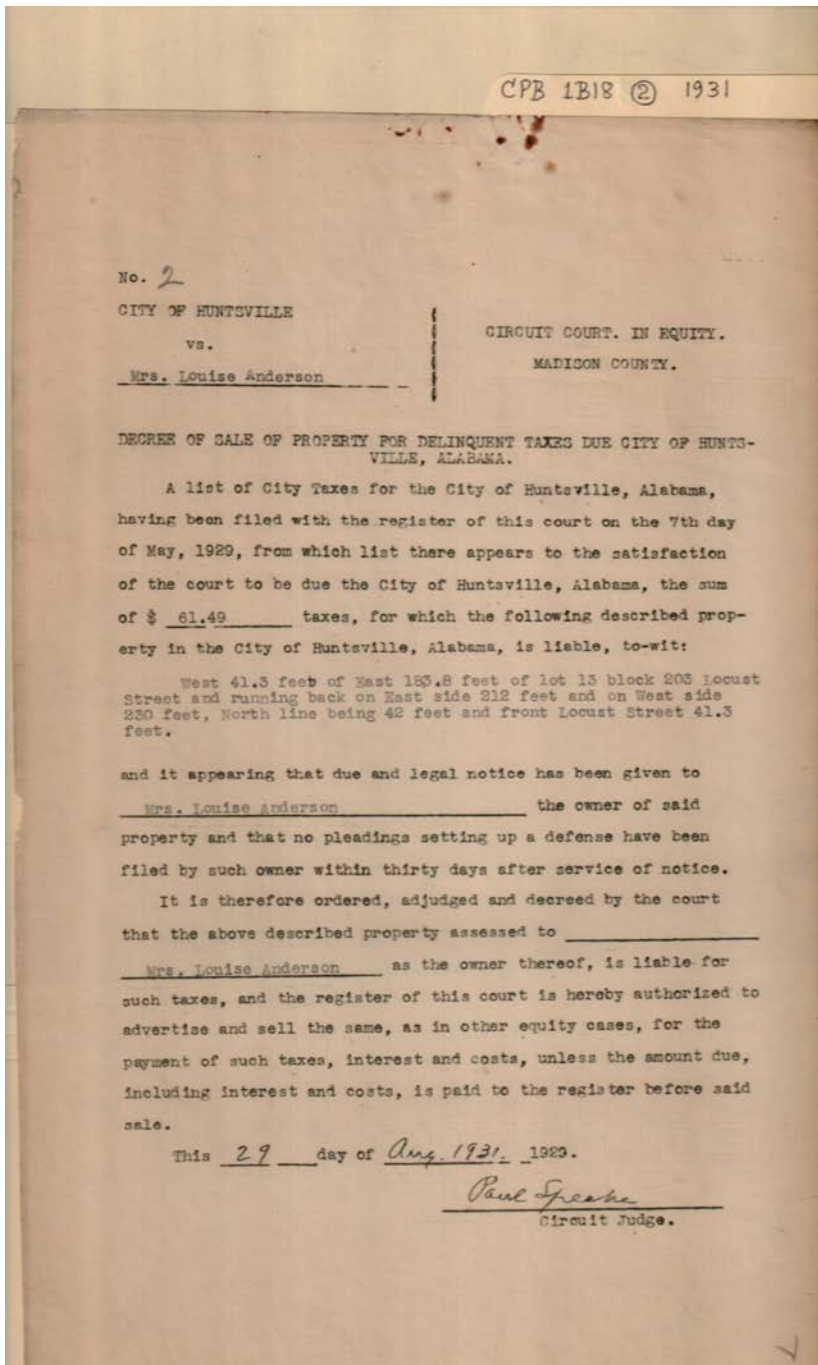 CPB 1B18 ② 1931
No. 2
CITY OF HUNTSVILLE
vs.
Mrs. Louise Anderson
CIRCUIT COURT. IN EQUITY.
MADISON COUNTY.
DECREE OF SALE OF PROPERTY FOR DELINQUENT TAXES DUE CITY OF HUNTS-
VILLE, ALABAMA.
A list of City Taxes for the City of Huntsville, Alabama,
having been filed with the register of this court on the 7th day
of May, 1929, from which list there appears to the satisfaction
of the court to be due the City of Huntsville, Alabama, the sum
of $ 61.49 taxes, for which the following described prop-
erty in the City of Huntsville, Alabama, is liable, to-wit:
West 41.3 feet of East 183.8 feet of lot 13 block 203 Locust
Street and running back on East side 212 feet and on West side
230 feet, North line being 42 feet and front Locust Street 41.3
feet.
and it appearing that due and legal notice has been given to
Mrs. Louise Anderson the owner of said
property and that no pleadings setting up a defense have been
filed by such owner within thirty days after service of notice.
It is therefore ordered, adjudged and decreed by the court
that the above described property assessed to
Mrs. Louise Anderson as the owner thereof, is liable for
such taxes, and the register of this court is hereby authorized to
advertise and sell the same, as in other equity cases, for the
payment of such taxes, interest and costs, unless the amount due,
including interest and costs, is paid to the register before said
sale.
This 29 day of Aug. 1931. 1929.
Paul Speake
Circuit Judge.